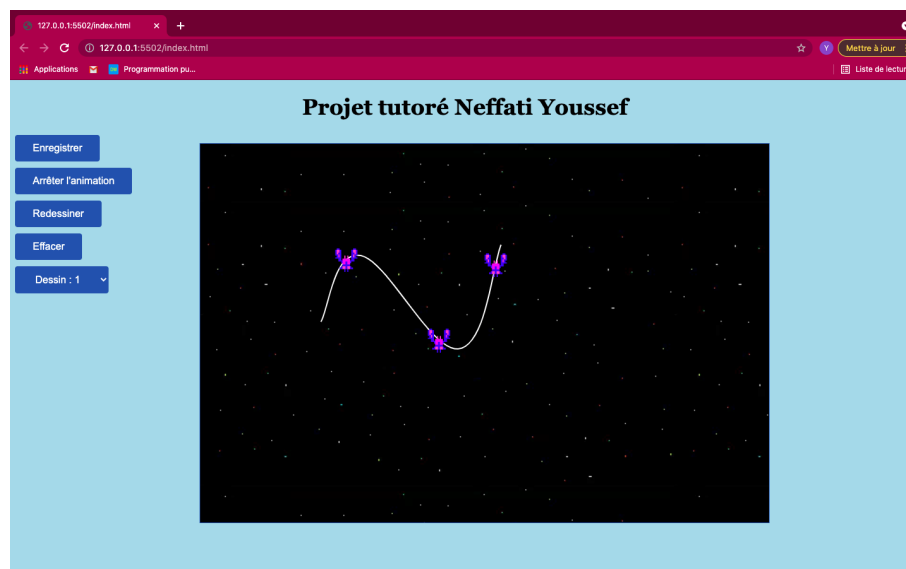 127.0.0.1:5502/index.html
127.0.0.1:5502/index.html
Y
Mettre à jour
Applications
Programmation pu...
Liste de lectur
Projet tutoré Neffati Youssef
Enregistrer
Arrêter l'animation
Redessiner
Effacer
Dessin : 1